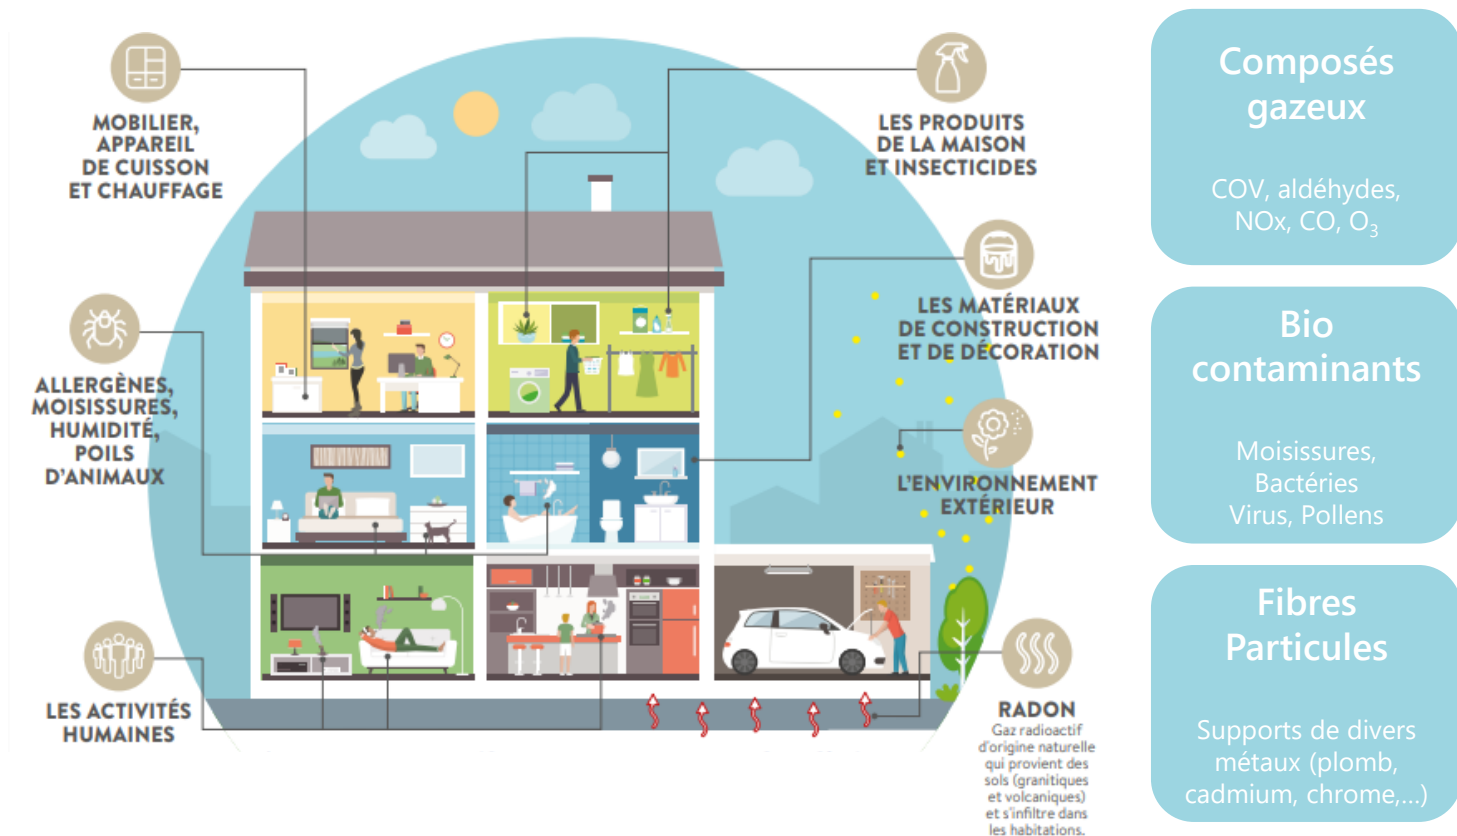 MOBILIER,
APPAREIL
DE CUISSON
ET CHAUFFAGE
LES PRODUITS
DE LA MAISON
ET INSECTICIDES
LES MATÉRIAUX
DE CONSTRUCTION
ET DE DÉCORATION
ALLERGÈNES,
MOISISSURES,
HUMIDITÉ,
POILS
D'ANIMAUX
L'ENVIRONNEMENT
EXTÉRIEUR
LES ACTIVITÉS
HUMAINES
RADON
Gaz radioactif
d'origine naturelle
qui provient des
sols (granitiques
et volcaniques)
et s'infiltre dans
les habitations.
Composés
gazeux
COV, aldéhydes,
NOx, CO, O₃
Bio
contaminants
Moisissures,
Bactéries
Virus, Pollens
Fibres
Particules
Supports de divers
métaux (plomb,
cadmium, chrome,...)